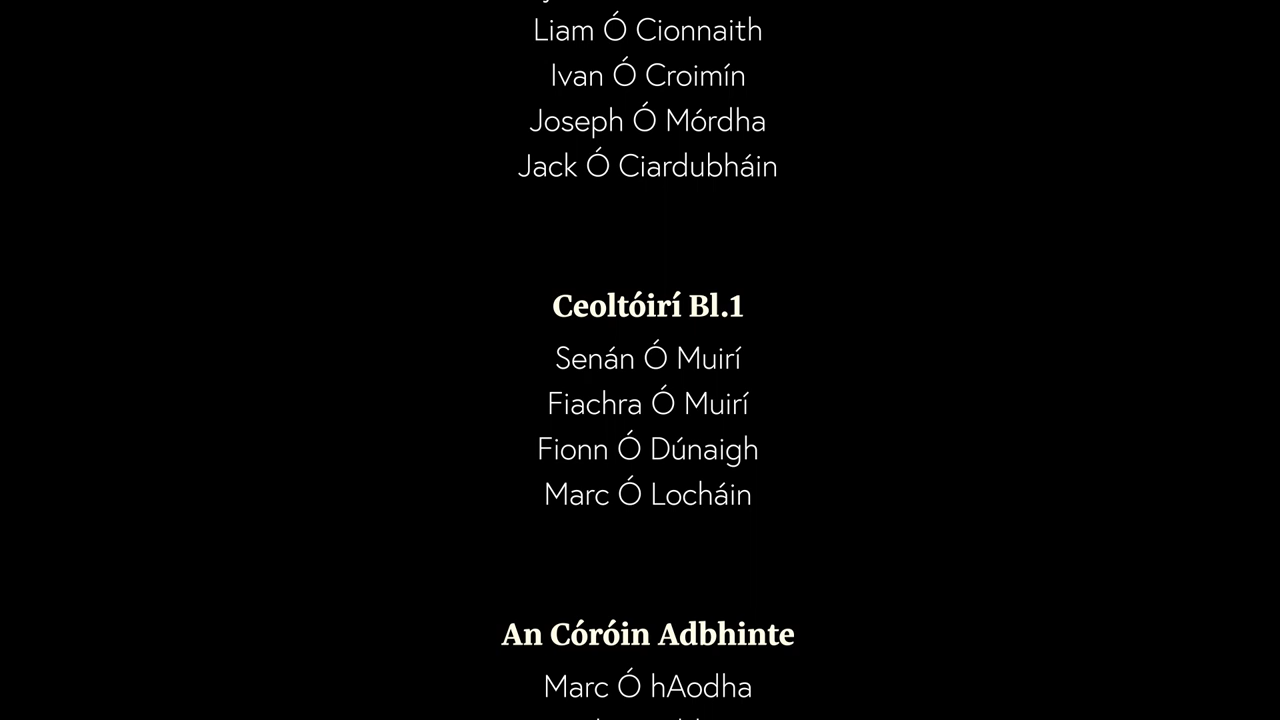 Liam Ó Cionnaith
Ivan Ó Croimín
Joseph Ó Mórdha
Jack Ó Ciardubháin
Ceoltóirí Bl.1
Senán Ó Muirí
Fiachra Ó Muirí
Fionn Ó Dúnaigh
Marc Ó Locháin
An Córóin Adbhinte
Marc Ó hAodha